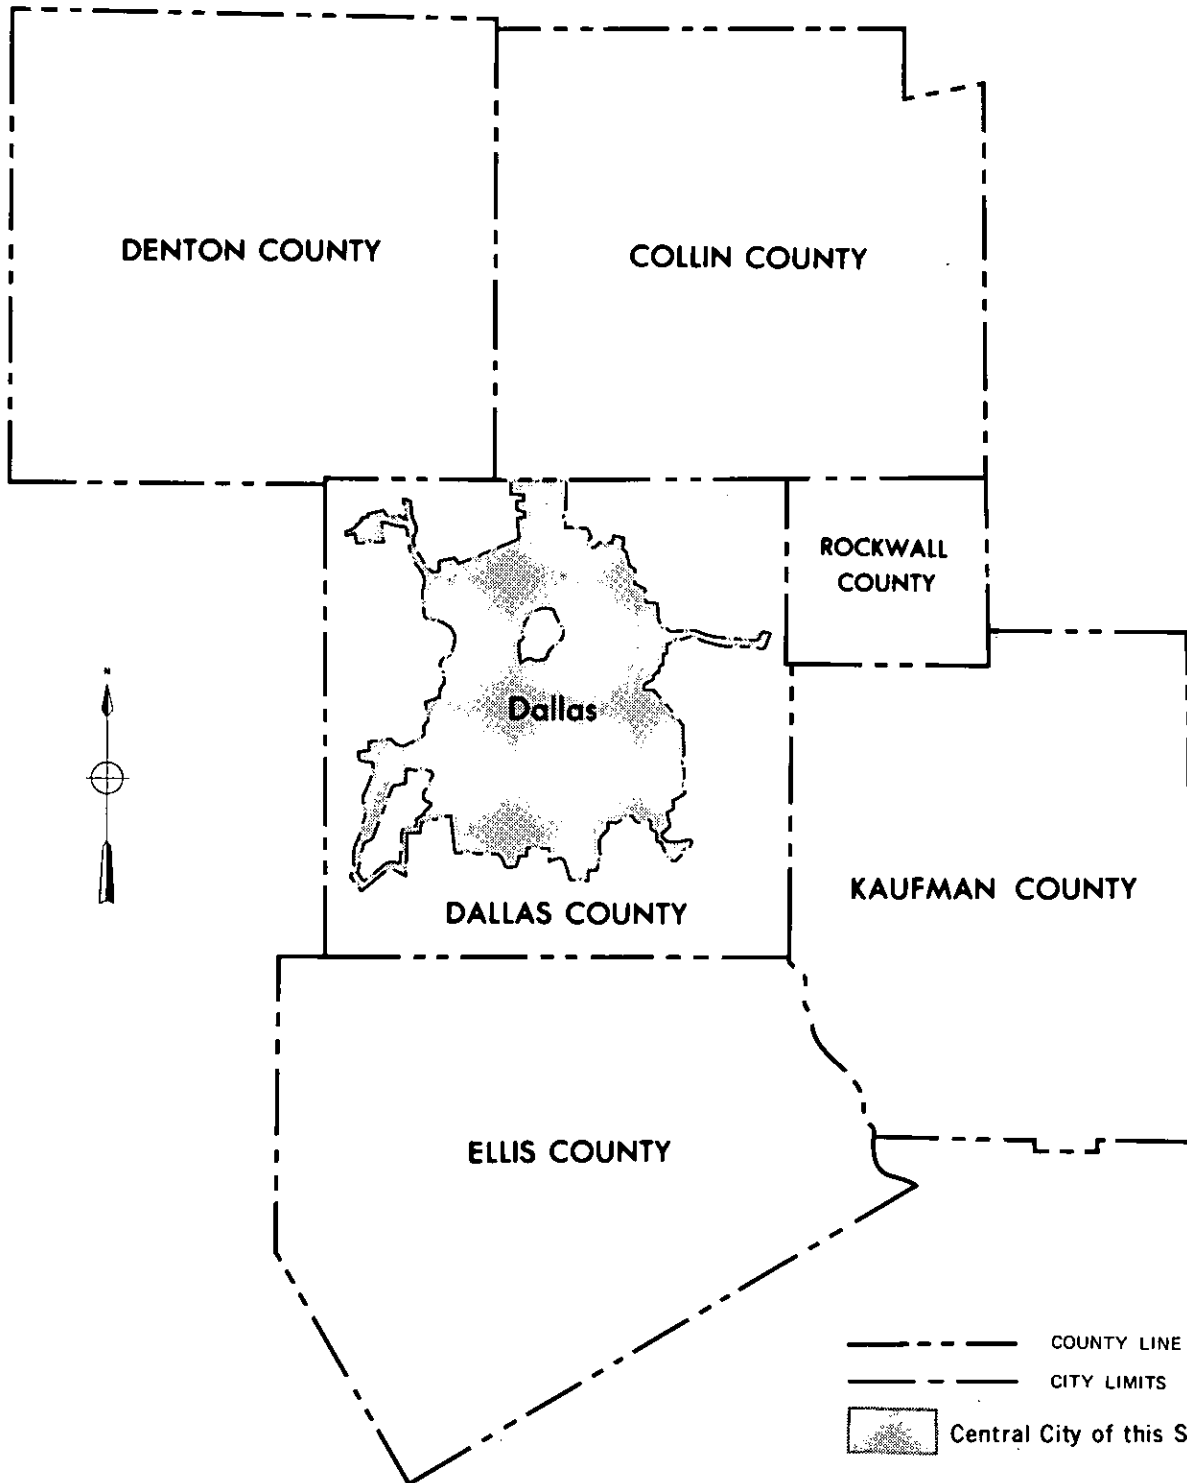 DENTON COUNTY
COLLIN COUNTY
ROCKWALL
COUNTY
N
Dallas
KAUFMAN COUNTY
DALLAS COUNTY
ELLIS COUNTY
COUNTY LINE
CITY LIMITS
Central City of this S